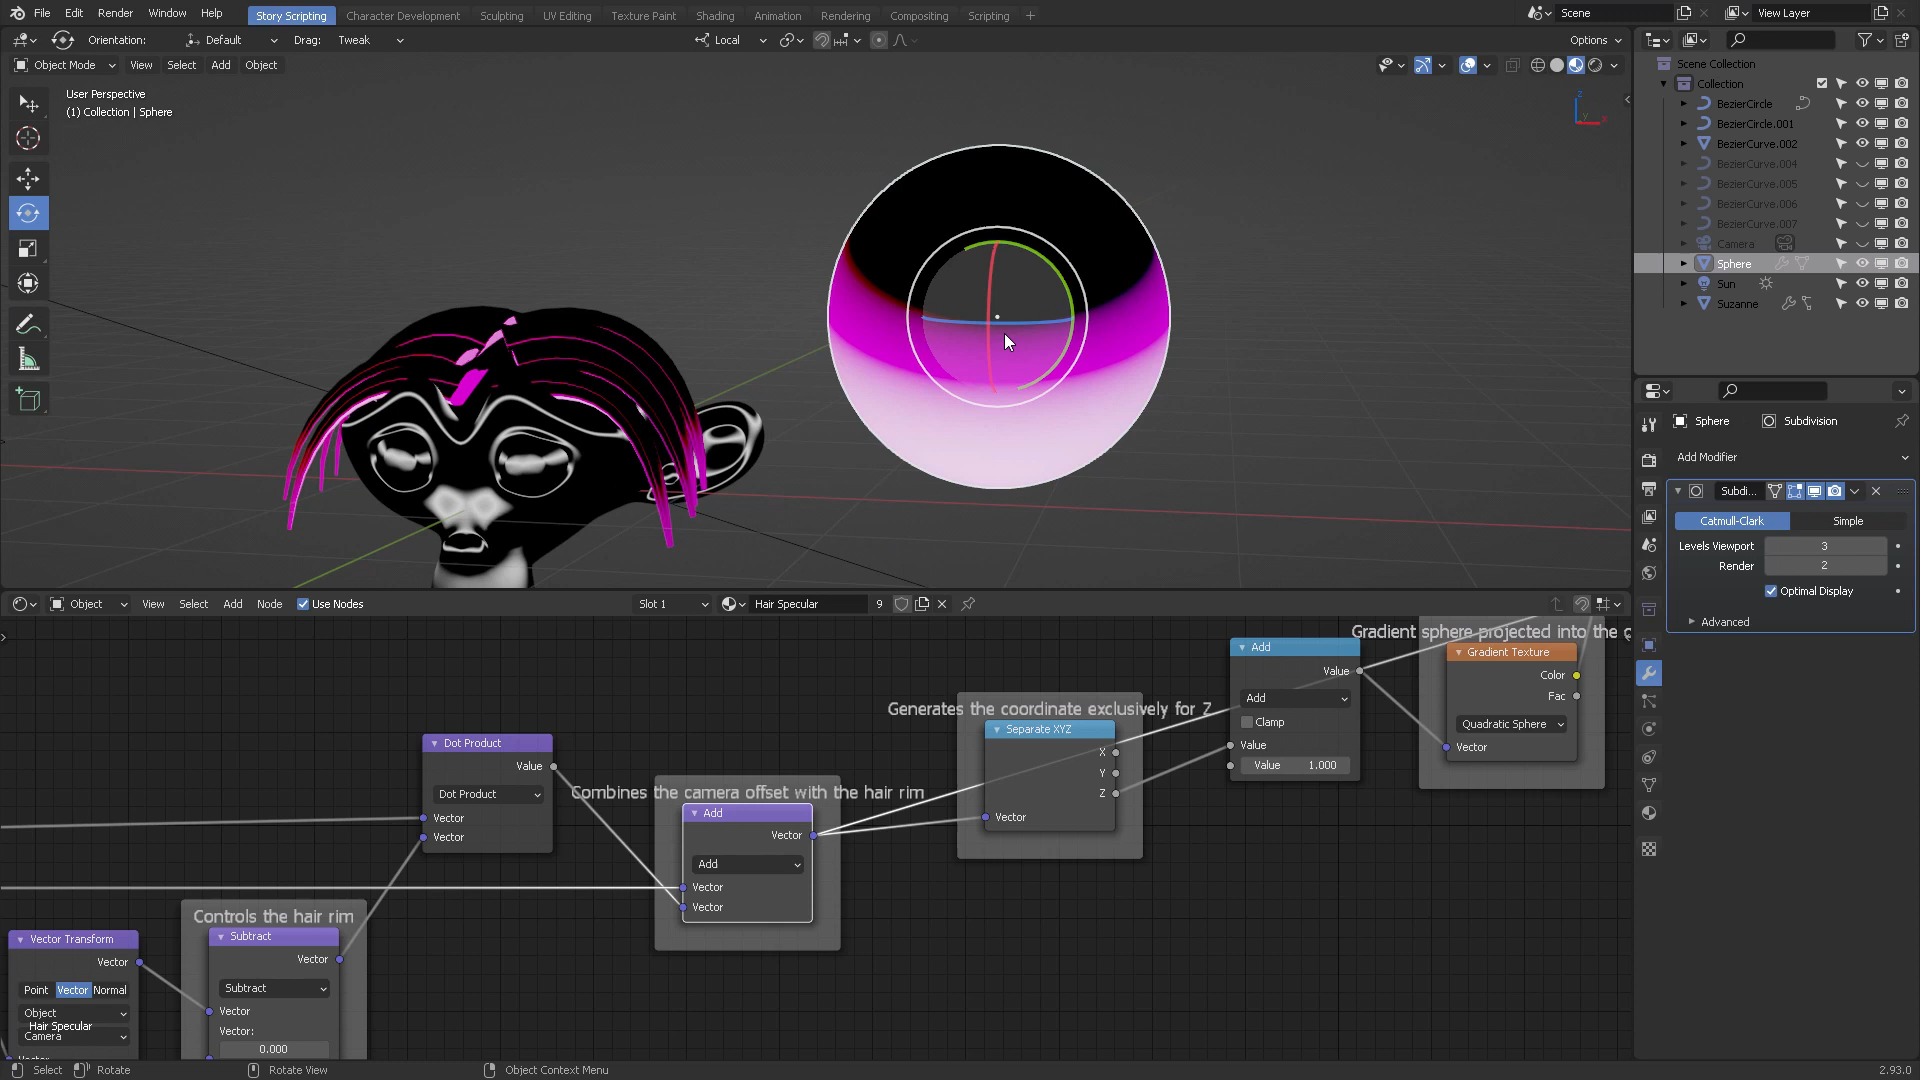 File Edit Render Window Help Story Scripting Character Development Sculpting UV Editing Texture Paint Shading Animation Rendering Compositing Scripting + Scene View Layer
Orientation: Default Drag: Tweak Local Options
Object Mode View Select Add Object
User Perspective
(1) Collection | Sphere
Z
Y
X
Scene Collection
Collection
BezierCircle
BezierCircle.001
BezierCurve.002
BezierCurve.004
BezierCurve.005
BezierCurve.006
BezierCurve.007
Camera
Sphere
Sun
Suzanne
Sphere Subdivision
Add Modifier
Subdi...
Catmull-Clark Simple
Levels Viewport 3
Render 2
Optimal Display
Advanced
Object View Select Add Node Use Nodes Slot 1 Hair Specular 9
Gradient sphere projected into the c
Gradient Texture
Color
Fac
Quadratic Sphere
Vector
Add
Value
Add
Clamp
Value
Value 1.000
Generates the coordinate exclusively for Z
Separate XYZ
X
Y
Z
Vector
Dot Product
Value
Dot Product
Vector
Vector
Combines the camera offset with the hair rim
Add
Vector
Add
Vector
Vector
Controls the hair rim
Subtract
Vector
Subtract
Vector
Vector:
0.000
Vector Transform
Vector
Point Vector Normal
Object
Hair Specular
Camera
Vector
Select Rotate Rotate View Object Context Menu 2.93.0